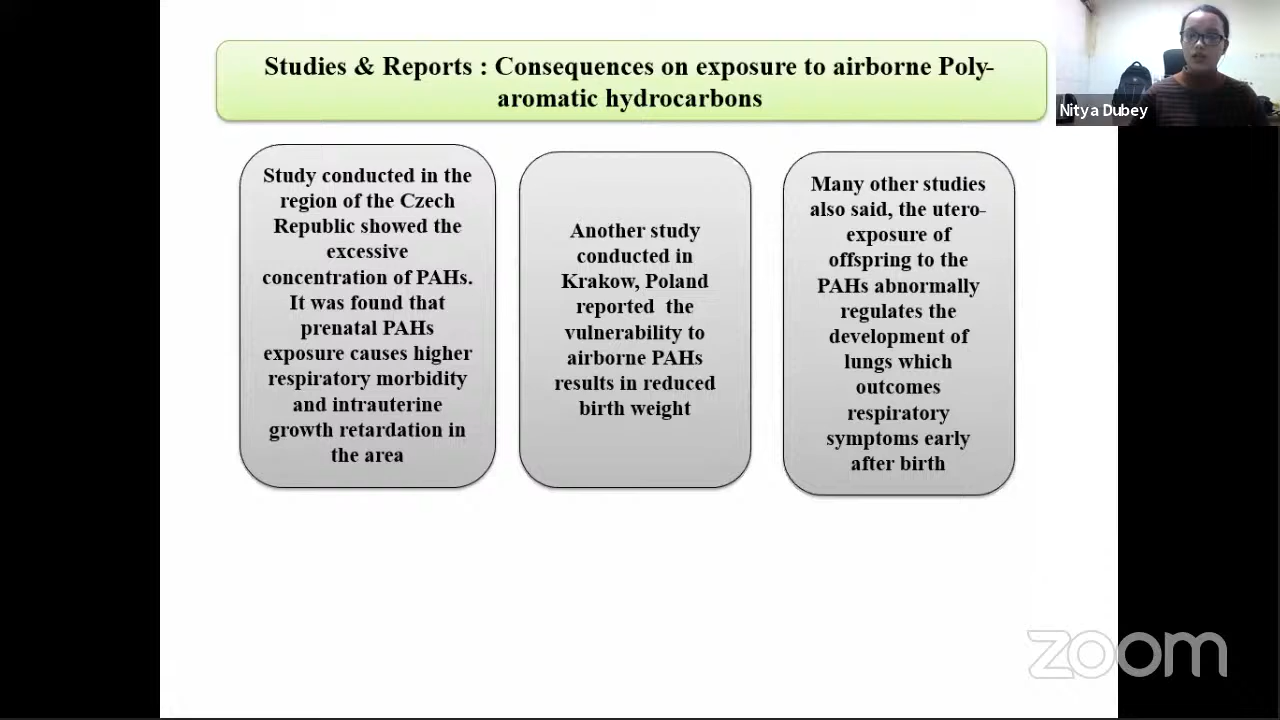 Studies & Reports : Consequences on exposure to airborne Poly-
aromatic hydrocarbons
Nitya Dubey
Study conducted in the
region of the Czech
Republic showed the
excessive
concentration of PAHs.
It was found that
prenatal PAHs
exposure causes higher
respiratory morbidity
and intrauterine
growth retardation in
the area
Another study
conducted in
Krakow, Poland
reported the
vulnerability to
airborne PAHs
results in reduced
birth weight
Many other studies
also said, the utero-
exposure of
offspring to the
PAHs abnormally
regulates the
development of
lungs which
outcomes
respiratory
symptoms early
after birth
zoom